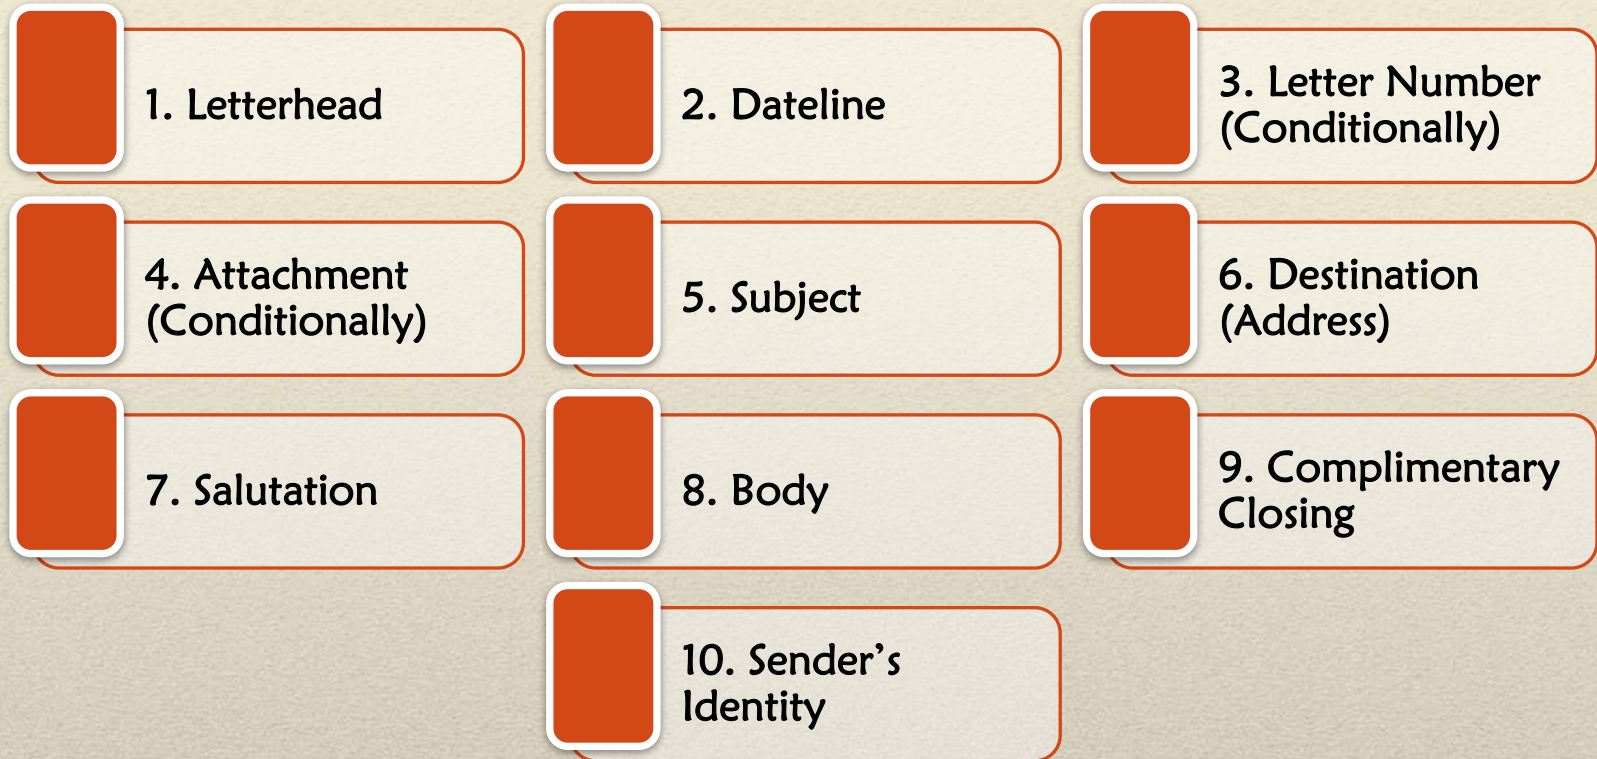 1. Letterhead
2. Dateline
3. Letter Number
(Conditionally)
4. Attachment
(Conditionally)
5. Subject
6. Destination
(Address)
7. Salutation
8. Body
9. Complimentary
Closing
10. Sender’s
Identity